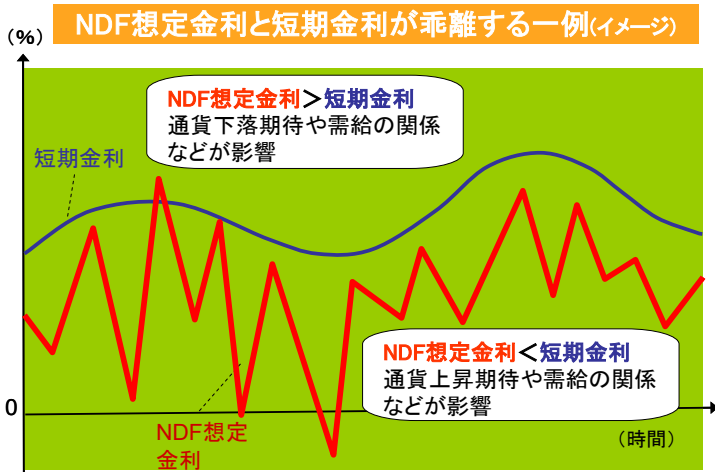 NDF想定金利と短期金利が乖離する一例(イメージ)
(%)
NDF想定金利＞短期金利
通貨下落期待や需給の関係
などが影響
短期金利
NDF想定金利＜短期金利
通貨上昇期待や需給の関係
などが影響
0
NDF想定
金利
(時間)